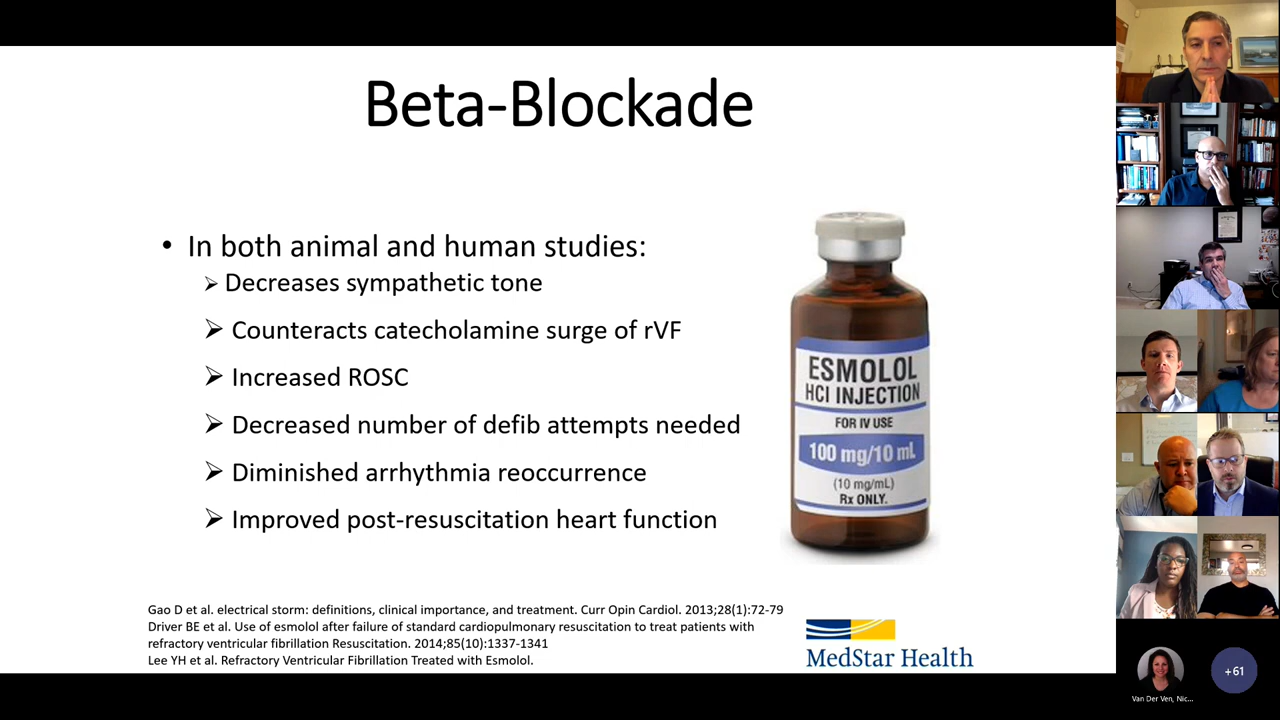 Beta-Blockade
• In both animal and human studies:
➢ Decreases sympathetic tone
➢ Counteracts catecholamine surge of rVF
➢ Increased ROSC
➢ Decreased number of defib attempts needed
➢ Diminished arrhythmia reoccurrence
➢ Improved post-resuscitation heart function
ESMOLOL
HCI INJECTION
FOR IV USE
100 mg/10 mL
(10 mg/mL)
Rx ONLY.
Gao D et al. electrical storm: definitions, clinical importance, and treatment. Curr Opin Cardiol. 2013;28(1):72-79
Driver BE et al. Use of esmolol after failure of standard cardiopulmonary resuscitation to treat patients with
refractory ventricular fibrillation Resuscitation. 2014;85(10):1337-1341
Lee YH et al. Refractory Ventricular Fibrillation Treated with Esmolol.
MedStar Health
Van Der Ven, Nic...
+61